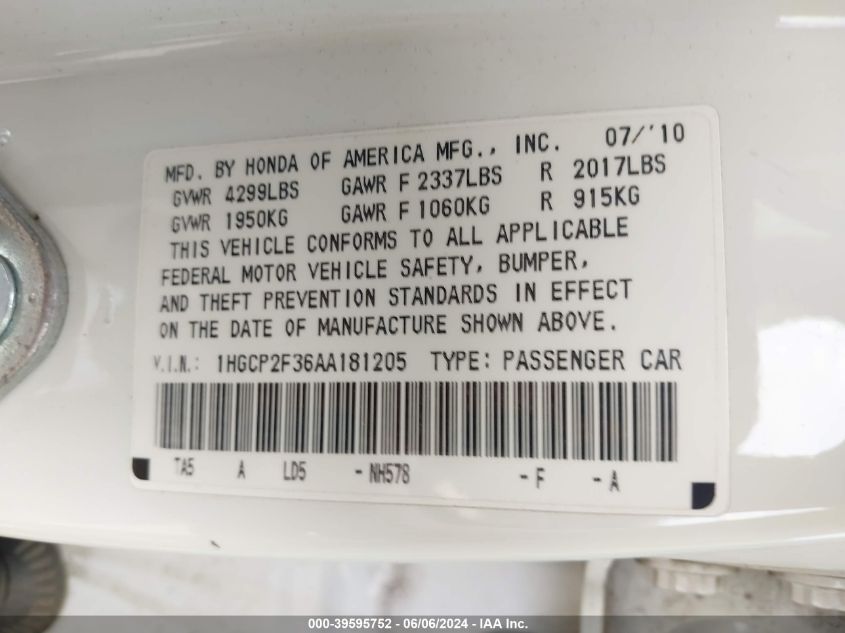 MFD. BY HONDA OF AMERICA MFG., INC. 07/'10
GVWR 4299LBS GAWR F 2337LBS R 2017LBS
GVWR 1950KG GAWR F 1060KG R 915KG
THIS VEHICLE CONFORMS TO ALL APPLICABLE
FEDERAL MOTOR VEHICLE SAFETY, BUMPER,
AND THEFT PREVENTION STANDARDS IN EFFECT
ON THE DATE OF MANUFACTURE SHOWN ABOVE.
V.I.N.: 1HGCP2F36AA181205 TYPE: PASSENGER CAR
TA5 A LD5 -NH578 -F -A
000-39595752 - 06/06/2024 - IAA Inc.